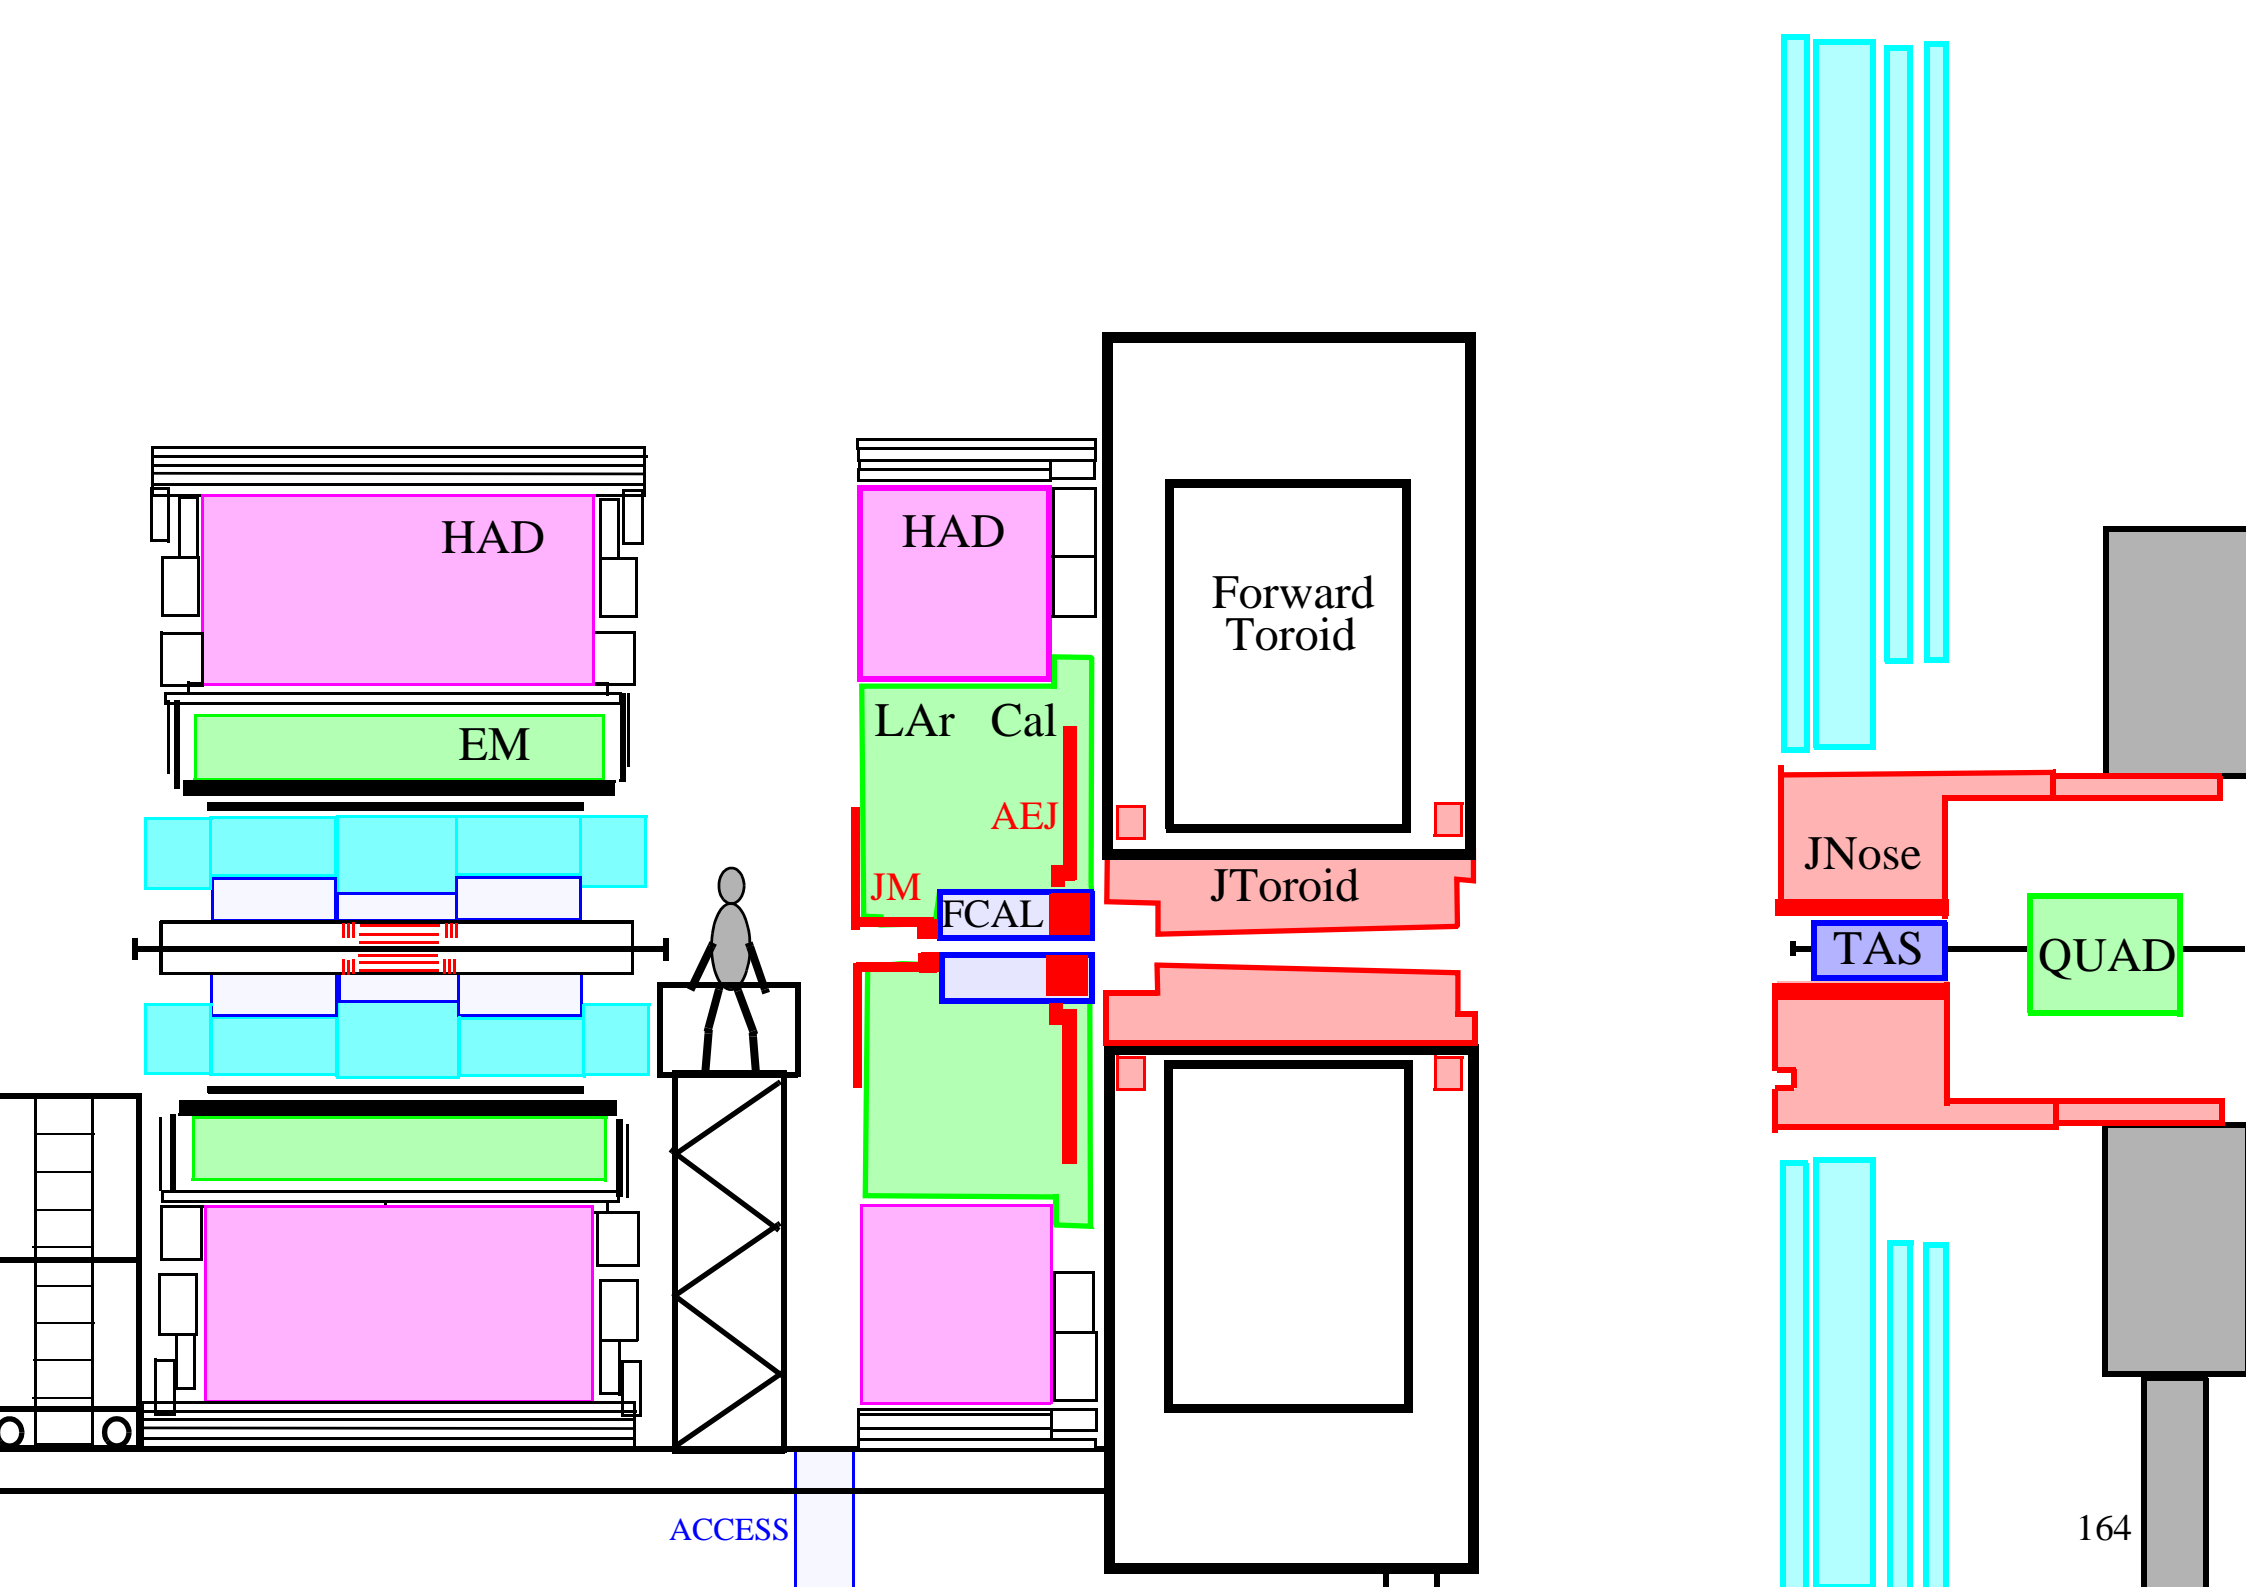 HAD
EM
HAD
LAr Cal
AEJ
JM
FCAL
Forward
Toroid
JToroid
JNose
TAS
QUAD
ACCESS
164